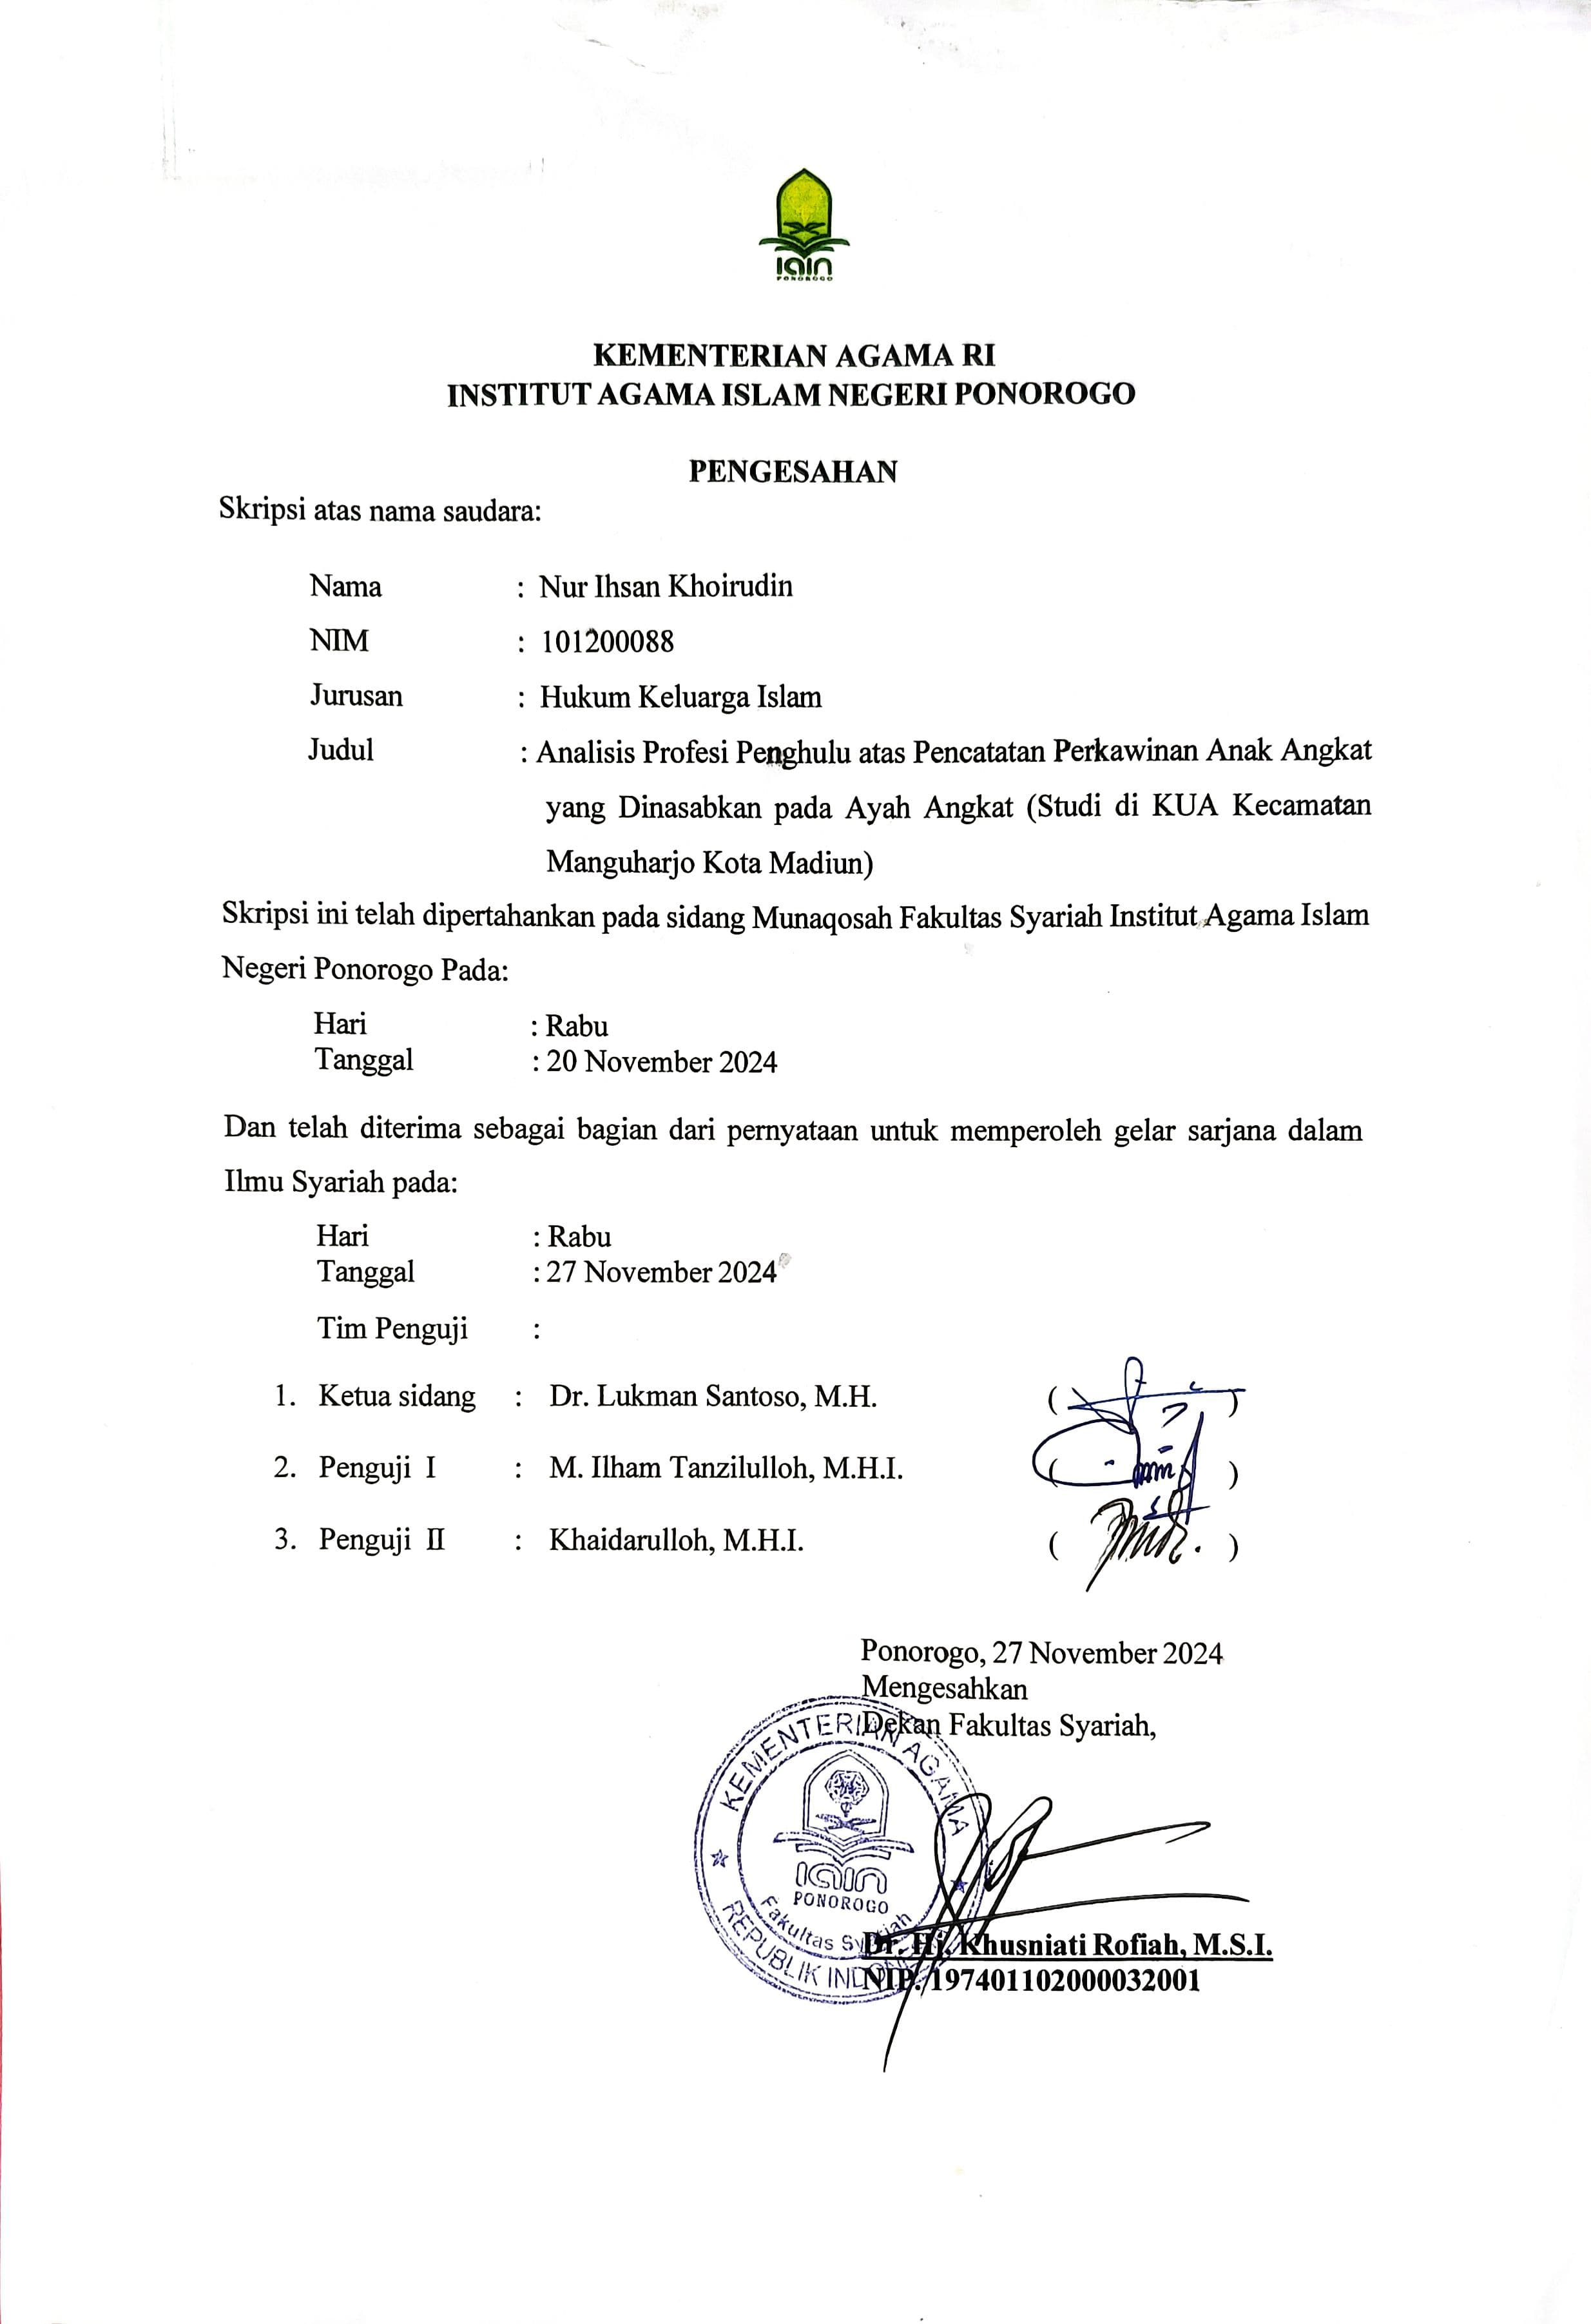 iain
PONOROGO
KEMENTERIAN AGAMA RI
INSTITUT AGAMA ISLAM NEGERI PONOROGO
PENGESAHAN
Skripsi atas nama saudara:
Nama : Nur Ihsan Khoirudin
NIM : 101200088
Jurusan : Hukum Keluarga Islam
Judul : Analisis Profesi Penghulu atas Pencatatan Perkawinan Anak Angkat
yang Dinasabkan pada Ayah Angkat (Studi di KUA Kecamatan
Manguharjo Kota Madiun)
Skripsi ini telah dipertahankan pada sidang Munaqosah Fakultas Syariah Institut Agama Islam
Negeri Ponorogo Pada:
Hari : Rabu
Tanggal : 20 November 2024
Dan telah diterima sebagai bagian dari pernyataan untuk memperoleh gelar sarjana dalam
Ilmu Syariah pada:
Hari : Rabu
Tanggal : 27 November 2024
Tim Penguji :
1. Ketua sidang : Dr. Lukman Santoso, M.H. ( )
2. Penguji I : M. Ilham Tanzilulloh, M.H.I. ( )
3. Penguji II : Khaidarulloh, M.H.I. ( )
Ponorogo, 27 November 2024
Mengesahkan
Dekan Fakultas Syariah,
KEMENTERIAN AGAMA
iain
PONOROGO
Fakultas Syariah
REPUBLIK
Dr. Hj. Khusniati Rofiah, M.S.I.
NIP. 197401102000032001